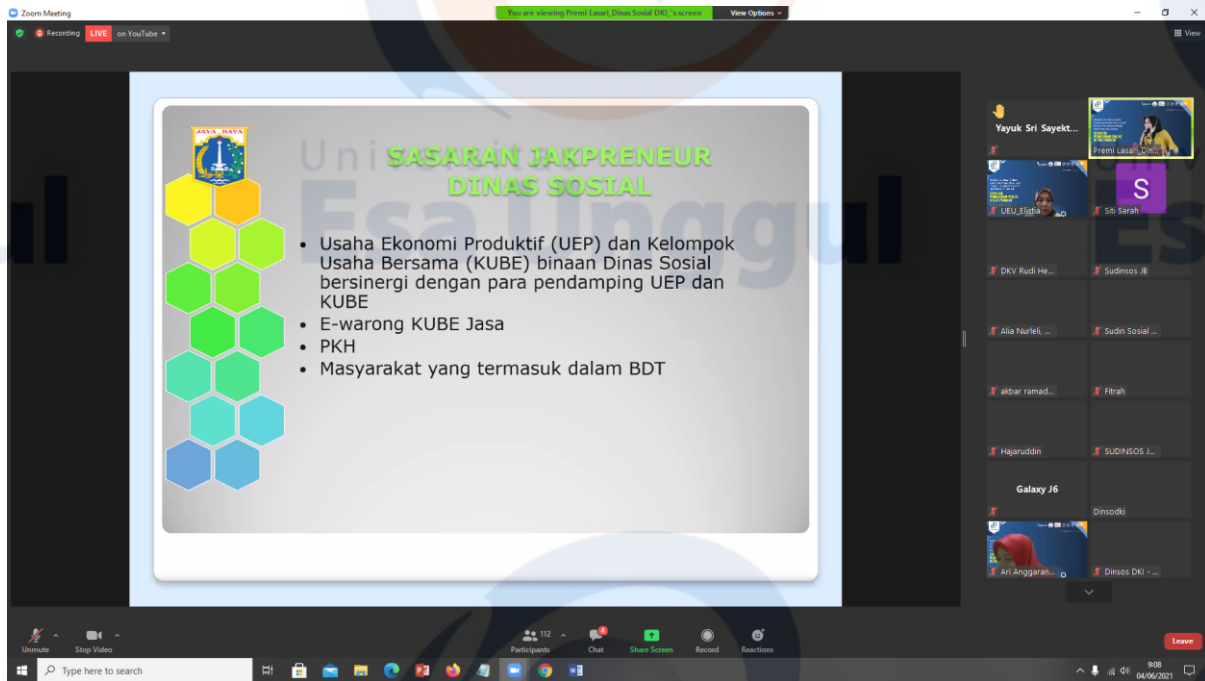 Zoom Meeting
You are viewing Premi Lasari_Dinas Sosial DKI_'s screen
View Options
Recording
LIVE
on YouTube
View
JAYA RAYA
SASARAN JAKPRENEUR
DINAS SOSIAL
Esa Unggul
• Usaha Ekonomi Produktif (UEP) dan Kelompok
Usaha Bersama (KUBE) binaan Dinas Sosial
bersinergi dengan para pendamping UEP dan
KUBE
• E-warong KUBE Jasa
• PKH
• Masyarakat yang termasuk dalam BDT
Yayuk Sri Sayekt...
Premi Lasari_Din...
UEU_Elistia
S
Siti Sarah
DKV Rudi He...
Sudinsos JB
Alia Nurleli, ...
Sudin Sosial ...
akbar ramad...
Fitrah
Hajaruddin
SUDINSOS J...
Galaxy J6
Dinsodki
Ari Anggaran...
Dinsos DKI - ...
Unmute
Stop Video
112
Participants
4
Chat
Share Screen
Record
Reactions
Leave
Type here to search
9:08
04/06/2021